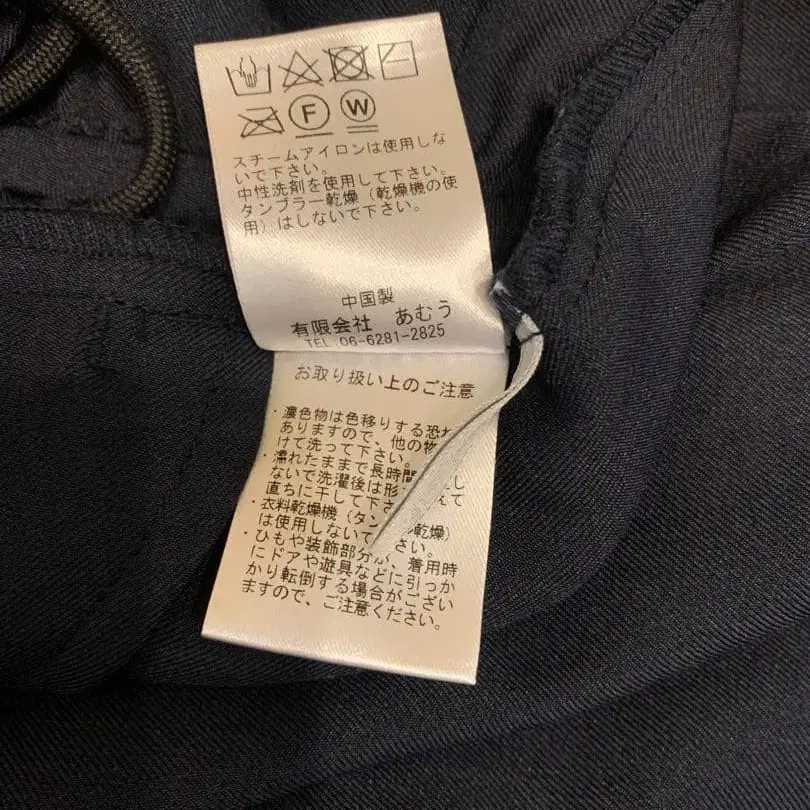 F W
スチームアイロンは使用しな
いで下さい。
中性洗剤を使用して下さい。
タンブラー乾燥（乾燥機の使
用）はしないで下さい。
中国製
有限会社 あむう
TEL.06-6281-2825
お取り扱い上のご注意
・濃色物は色移りする恐れ
ありますので、他の物
けて洗って下さい。
・濡れたままで長時間 し
ないで洗濯後は形 えて
直ちに干して下さ
・衣料乾燥機（タン 乾燥）
は使用しないで さい。
・ひもや装飾部分が、着用時
にドアや遊具などに引っか
かり転倒する場合がござい
ますので、ご注意ください。